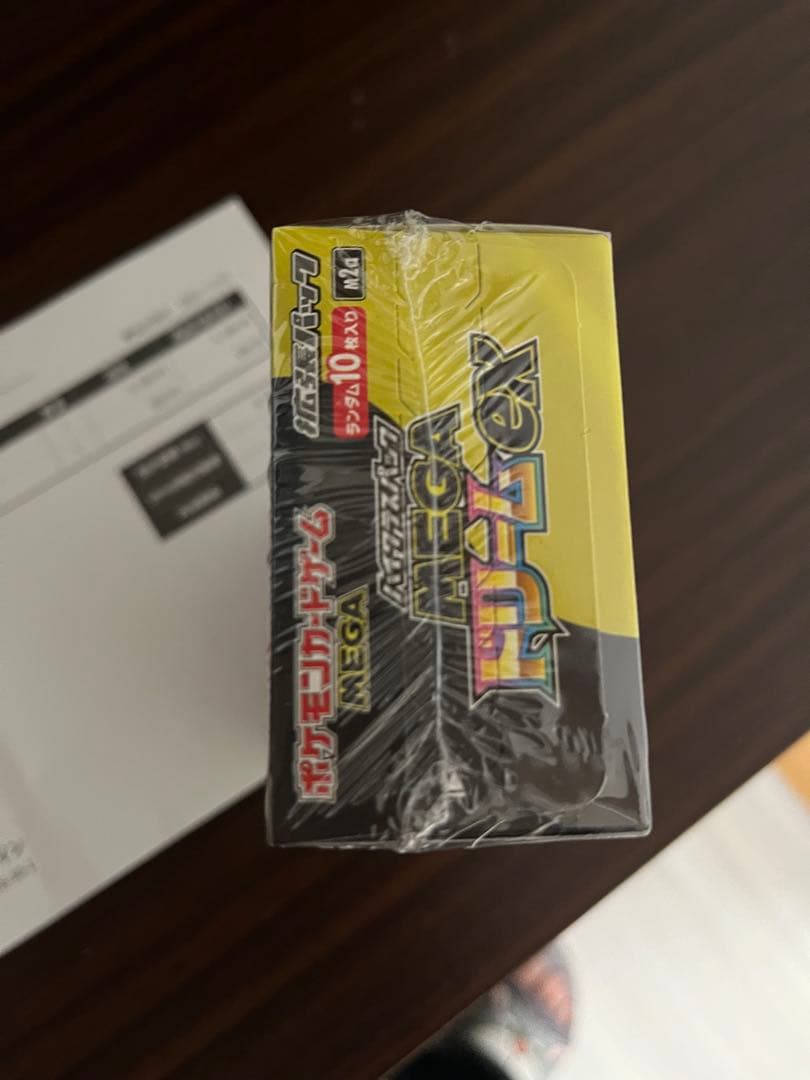 ポケモンカードゲーム
MEGA
拡張パック
ランダム10枚入り
M2a
ハイクラスパック
MEGA
ドリームex